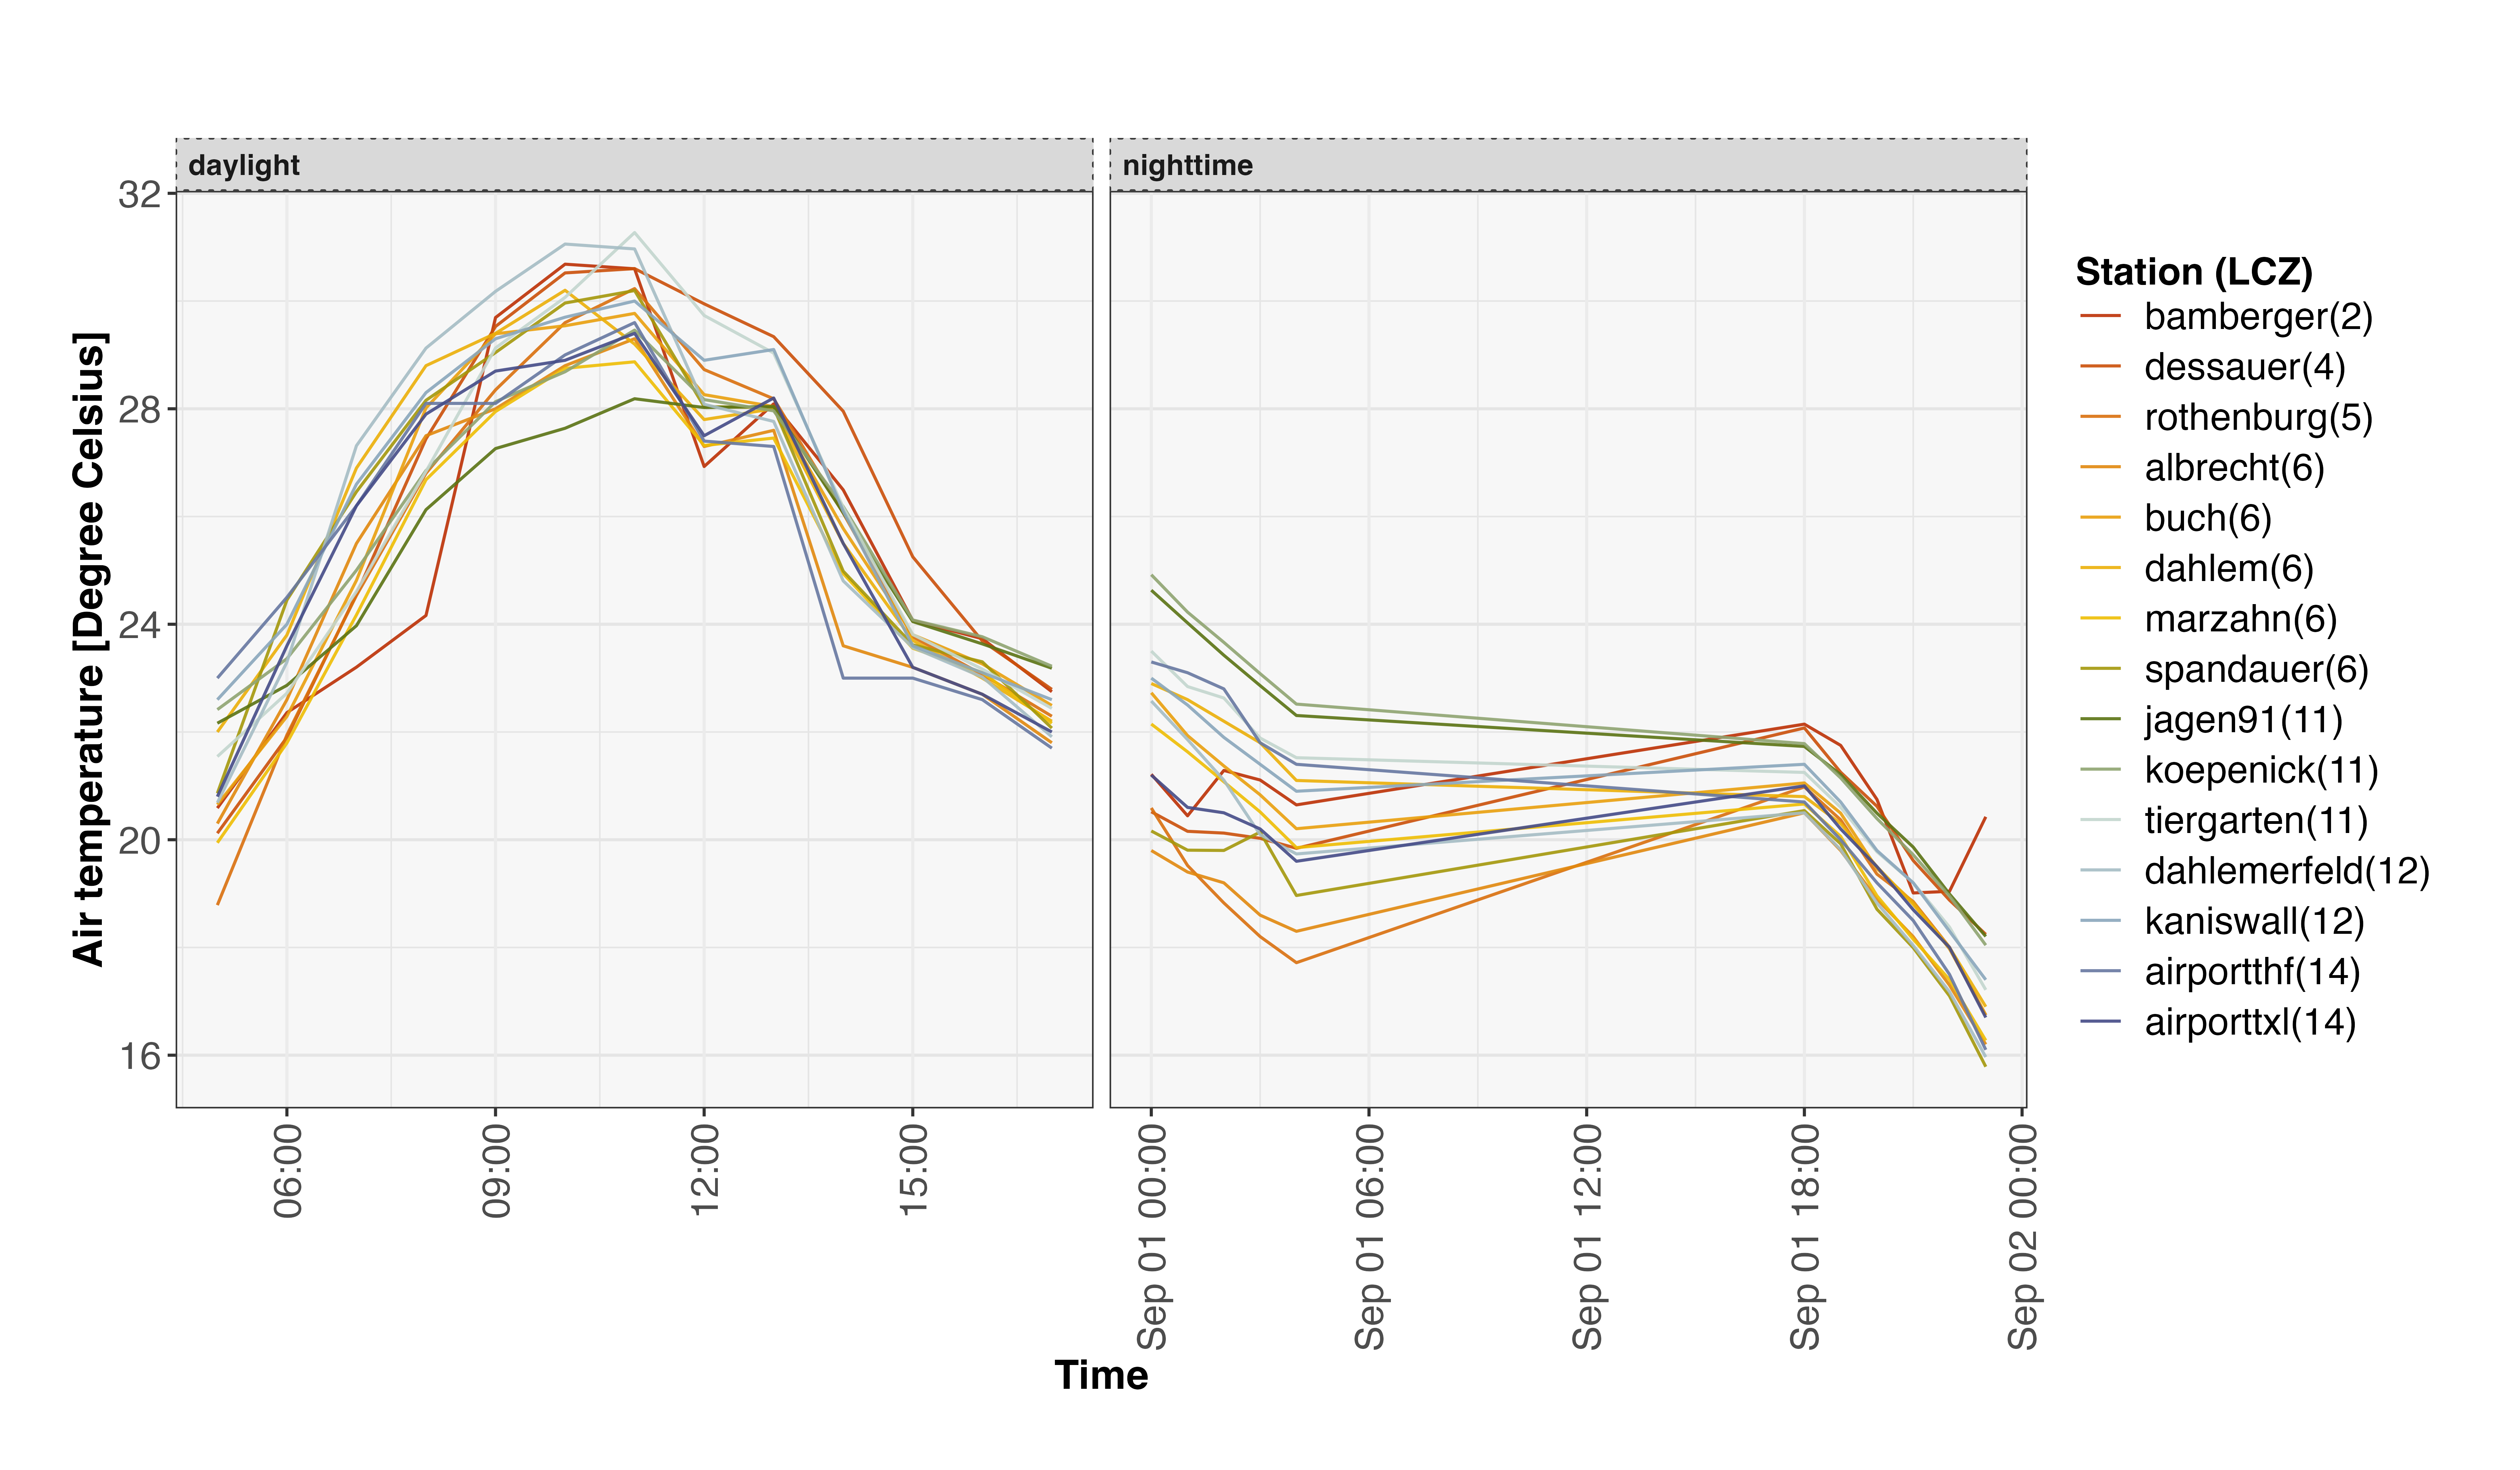 daylight
nighttime
Air temperature [Degree Celsius]
32
28
24
20
16
06:00
09:00
12:00
15:00
Sep 01 00:00
Sep 01 06:00
Sep 01 12:00
Sep 01 18:00
Sep 02 00:00
Time
Station (LCZ)
bamberger(2)
dessauer(4)
rothenburg(5)
albrecht(6)
buch(6)
dahlem(6)
marzahn(6)
spandauer(6)
jagen91(11)
koepenick(11)
tiergarten(11)
dahlemerfeld(12)
kaniswall(12)
airportthf(14)
airporttxl(14)